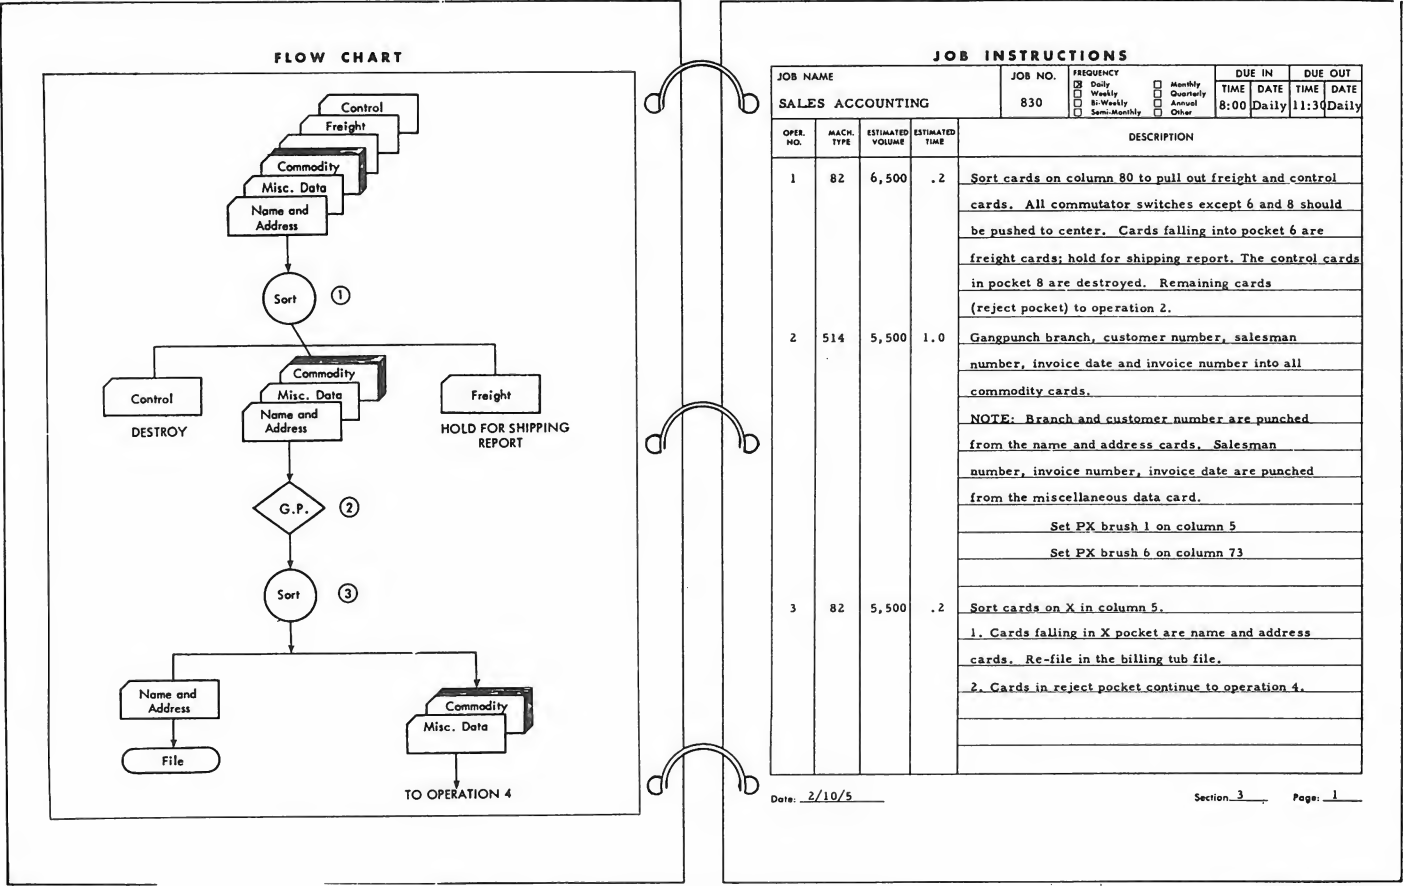 FLOW CHART
Control
Freight
Commodity
Misc. Data
Name and
Address
Sort
1
Control
DESTROY
Commodity
Misc. Data
Name and
Address
Freight
HOLD FOR SHIPPING
REPORT
G.P.
2
Sort
3
Name and
Address
File
Commodity
Misc. Data
TO OPERATION 4
JOB INSTRUCTIONS
JOB NAME
SALES ACCOUNTING
JOB NO.
830
FREQUENCY
Daily
Weekly
Bi-Weekly
Semi-Monthly
Monthly
Quarterly
Annual
Other
DUE IN
DUE OUT
TIME DATE TIME DATE
8:00 Daily 11:30 Daily
OPER. NO.
MACH. TYPE
ESTIMATED VOLUME
ESTIMATED TIME
DESCRIPTION
1 82 6,500 .2 Sort cards on column 80 to pull out freight and control
cards. All commutator switches except 6 and 8 should
be pushed to center. Cards falling into pocket 6 are
freight cards; hold for shipping report. The control cards
in pocket 8 are destroyed. Remaining cards
(reject pocket) to operation 2.
2 514 5,500 1.0 Gangpunch branch, customer number, salesman
number, invoice date and invoice number into all
commodity cards.
NOTE: Branch and customer number are punched
from the name and address cards. Salesman
number, invoice number, invoice date are punched
from the miscellaneous data card.
Set PX brush 1 on column 5
Set PX brush 6 on column 73
3 82 5,500 .2 Sort cards on X in column 5.
1. Cards falling in X pocket are name and address
cards. Re-file in the billing tub file.
2. Cards in reject pocket continue to operation 4.
Date: 2/10/5
Section 3 Page: 1